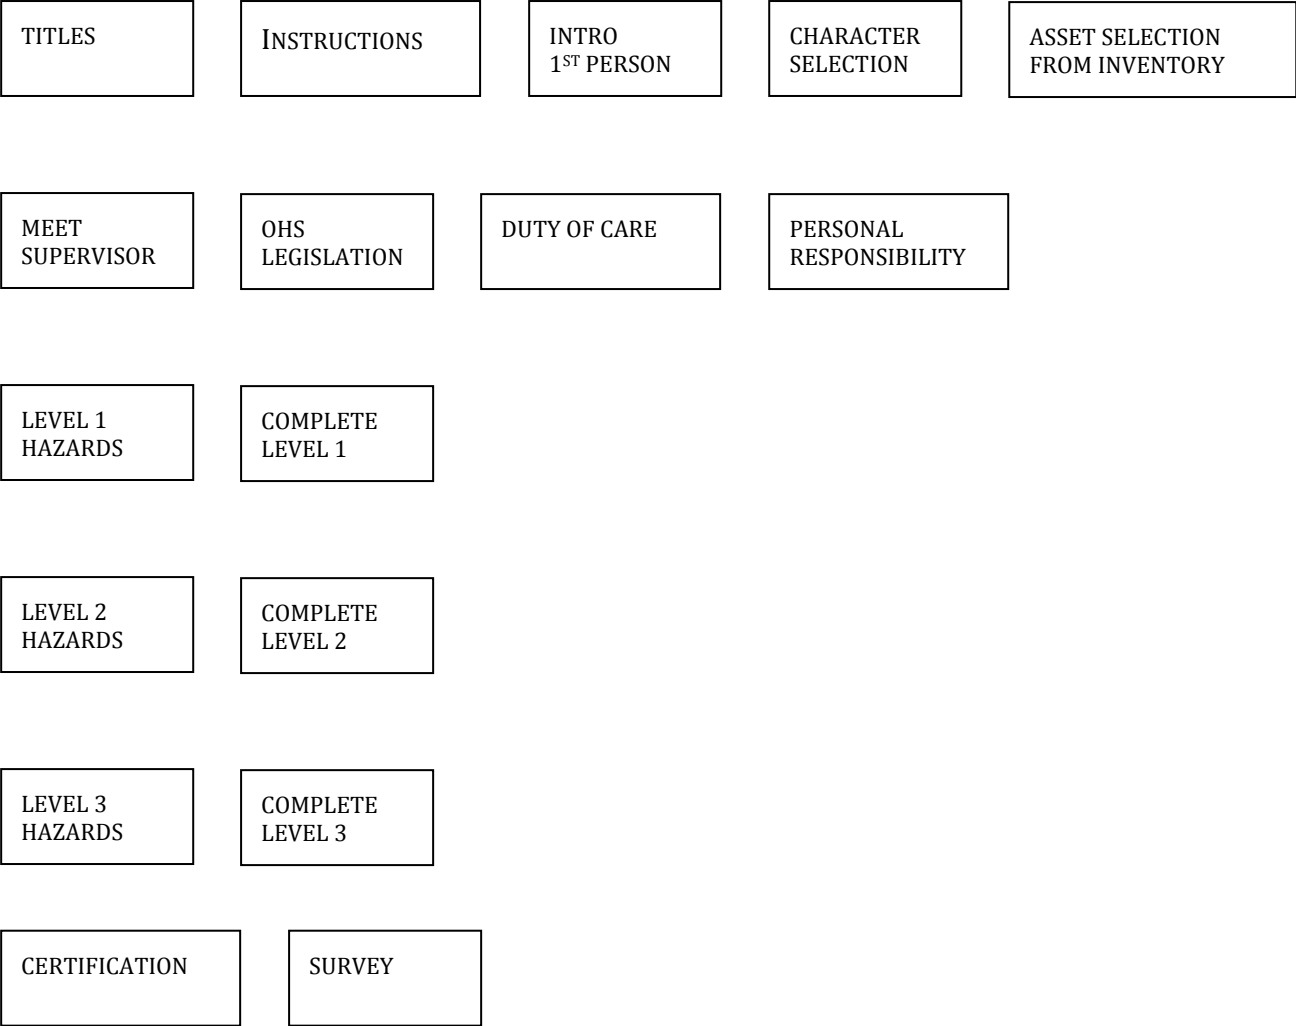 TITLES
INSTRUCTIONS
INTRO
1ST PERSON
CHARACTER
SELECTION
ASSET SELECTION
FROM INVENTORY
MEET
SUPERVISOR
OHS
LEGISLATION
DUTY OF CARE
PERSONAL
RESPONSIBILITY
LEVEL 1
HAZARDS
COMPLETE
LEVEL 1
LEVEL 2
HAZARDS
COMPLETE
LEVEL 2
LEVEL 3
HAZARDS
COMPLETE
LEVEL 3
CERTIFICATION
SURVEY